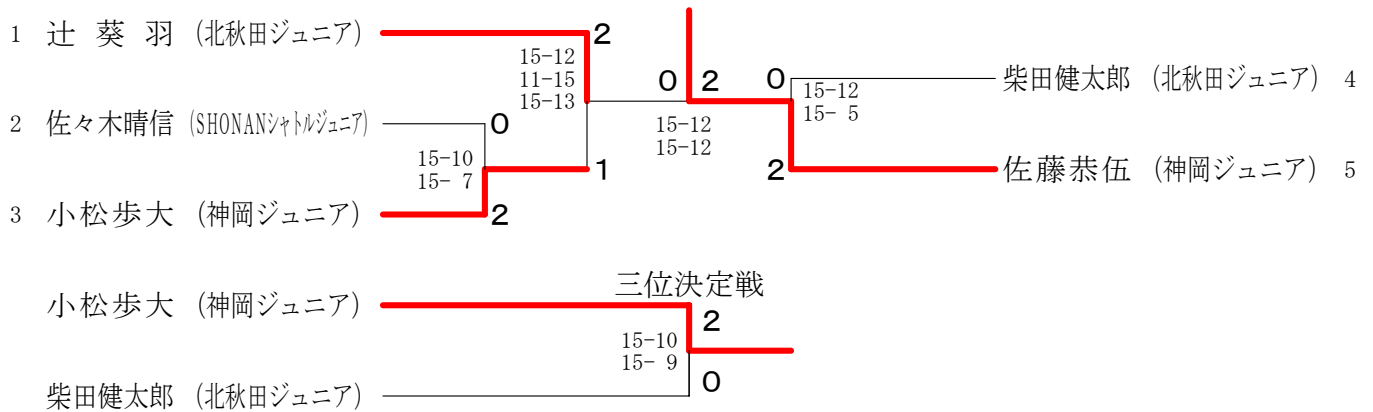 1 辻 葵 羽 (北秋田ジュニア)
2
15-12
11-15
15-13
0 2
0
15-12
15- 5
柴田健太郎 (北秋田ジュニア) 4
2 佐々木晴信 (SHONANシャトルジュニア)
0
15-12
15-12
15-10
15- 7
1
2
佐藤恭伍 (神岡ジュニア) 5
3 小松歩大 (神岡ジュニア)
2
三位決定戦
小松歩大 (神岡ジュニア)
2
15-10
15- 9
0
柴田健太郎 (北秋田ジュニア)